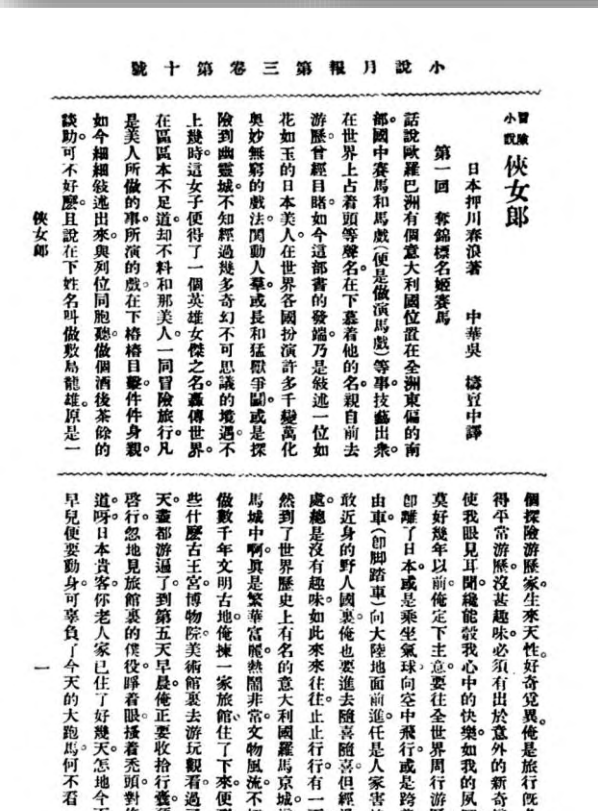 小說月報第三卷第十號
冒險小說 俠女郎
日本押川春浪著 中華吳檮亶中譯
第一回 奪錦標名姬賽馬
話說歐羅巴洲有個意大利國位置在全洲東偏的南
部。國中賽馬和馬戲(便是做演馬戲)等事技藝出衆。
在世界上占着頭等聲名。在下慕着他的名。親自前去
游歷。曾經目睹。如今這部書的發端。乃是敍述一位如
花如玉的日本美人。在世界各國扮演許多千變萬化
奧妙無窮的戲法。閧動人羣。或長和猛獸爭鬭。或是探
險到幽靈城。不知經過幾多奇幻不可思議的境遇。不
上幾時。這女子便得了一個英雄女傑之名。轟傳世界。
在區區本不足道。却不料和那美人。一同冒險旅行。凡
是美人所做的事。所演的戲。在下樁樁目擊。件件身親。
如今細細敍述出來。與列位同胞聽。做個酒後茶餘的
談助。可不好麼。且說在下姓名叫做敷島龍雄。原是一
俠女郎
個探險游歷家。生來天性。好奇覓異。俺是旅行旣
得平常游歷。沒甚趣味。必須有出於意外的新奇
使我眼見耳聞。纔能彀我心中的快樂。如我的夙
莫好幾年以前。俺定下主意。要往全世界周行游
卽離了日本。或是乘坐氣球。向空中飛行。或是跨
由車(卽脚踏車)向大陸地面前進。任是人家害
敢近身的野人國裏。俺也要進去隨喜隨喜。但經
處。總是沒有趣味。如此來來往往。止止行行。有一
然到了世界歷史上有名的意大利國羅馬京城。
馬城中。啊。眞是繁華富麗。熱鬧非常。文物風流。不
做數千年文明古地。俺揀一家旅館。住了下來。便
些什麼古王宮博物院。美術館裏去游玩觀看。過
天。盡都游遍了。到第五天早晨。俺正要收拾行囊。
啓行。忽地見旅館裏的僕役。睜着眼。搔着禿頭。對
道。呀。日本貴客。你老人家已住了好幾天。怎地今
早兒便要動身。可辜負了今天的大跑馬。何不看
一